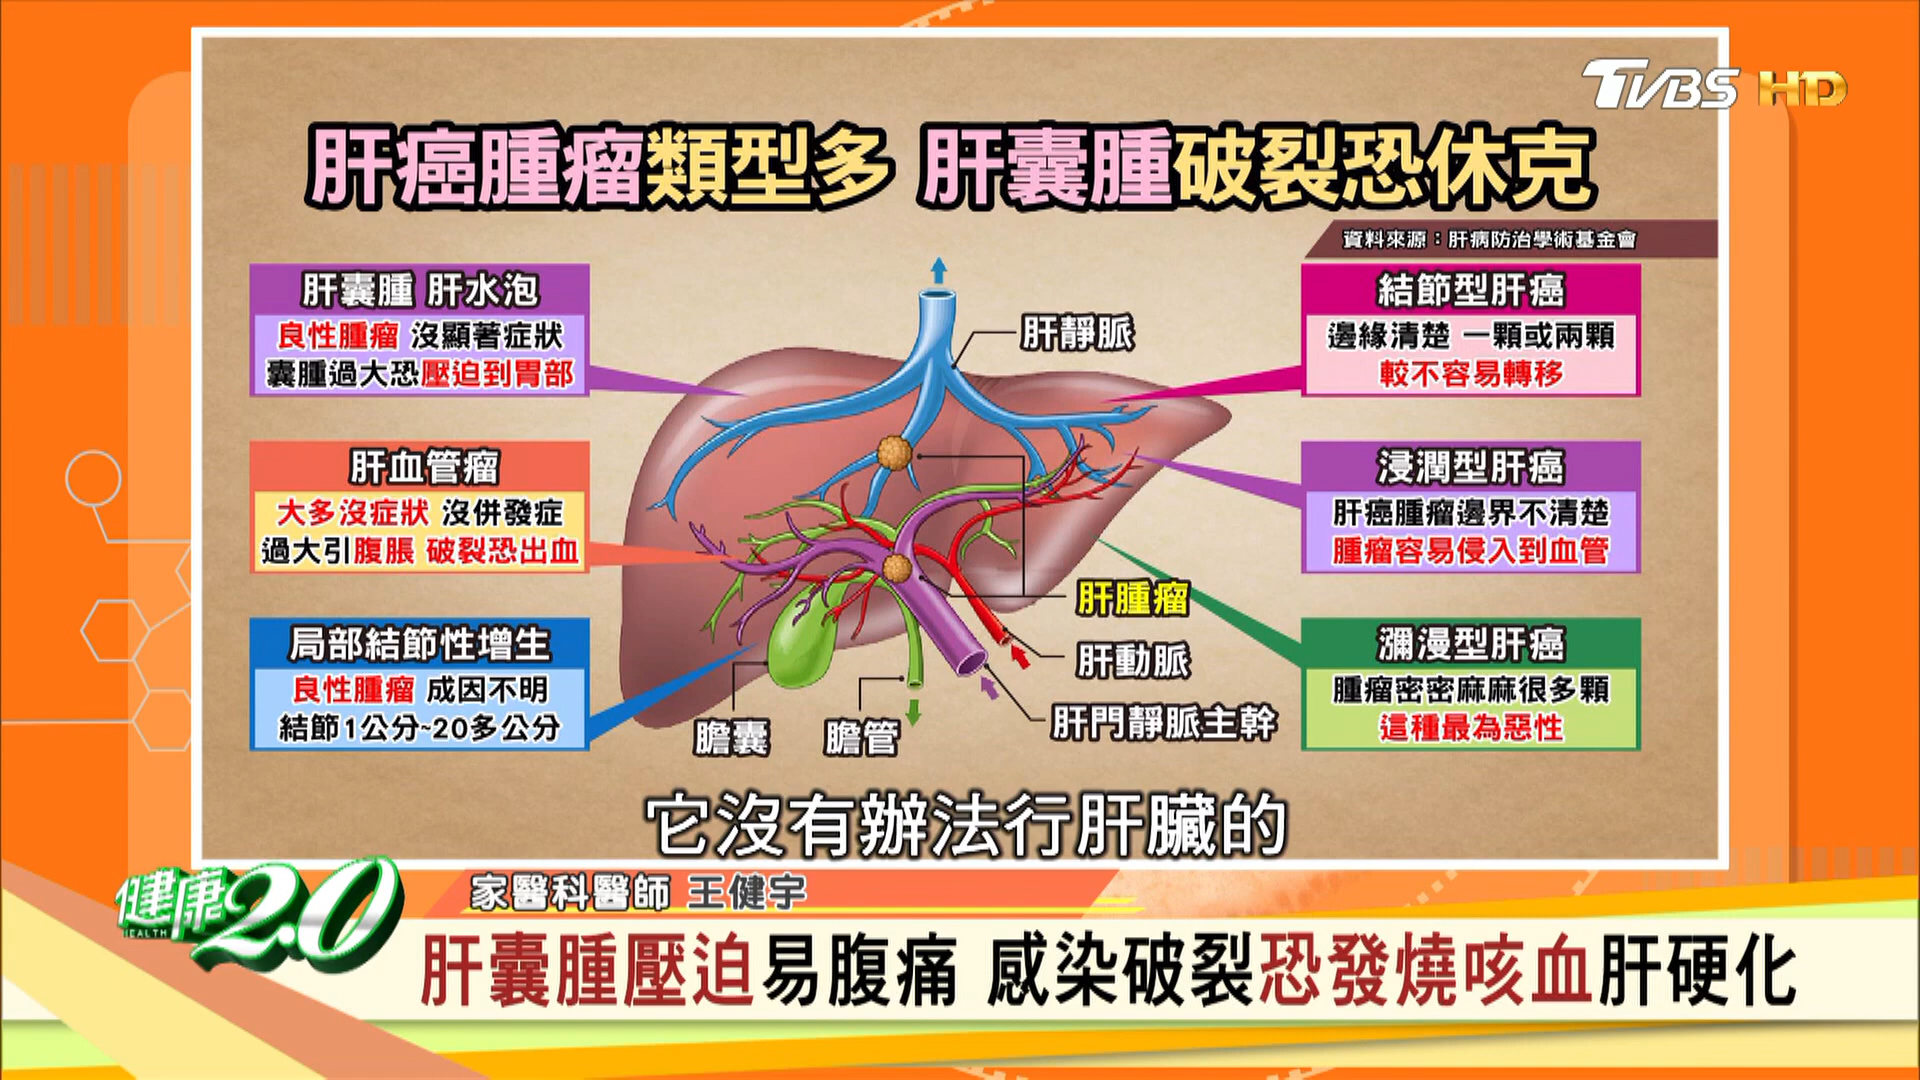 TVBS HD
肝癌腫瘤類型多 肝囊腫破裂恐休克
資料來源：肝病防治學術基金會
肝囊腫 肝水泡
良性腫瘤 沒顯著症狀
囊腫過大恐壓迫到胃部
肝血管瘤
大多沒症狀 沒併發症
過大引腹脹 破裂恐出血
局部結節性增生
良性腫瘤 成因不明
結節1公分~20多公分
肝靜脈
肝腫瘤
肝動脈
肝門靜脈主幹
膽囊
膽管
結節型肝癌
邊緣清楚 一顆或兩顆
較不容易轉移
浸潤型肝癌
肝癌腫瘤邊界不清楚
腫瘤容易侵入到血管
瀰漫型肝癌
腫瘤密密麻麻很多顆
這種最為惡性
它沒有辦法行肝臟的
健康2.0
HEALTH
家醫科醫師 王健宇
肝囊腫壓迫易腹痛 感染破裂恐發燒咳血肝硬化